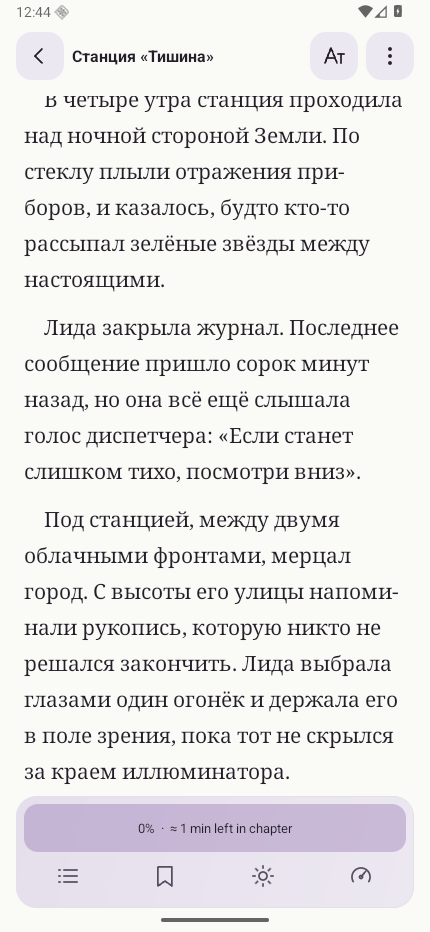 12:44
Станция «Тишина»
В четыре утра станция проходила
над ночной стороной Земли. По
стеклу плыли отражения при-
боров, и казалось, будто кто-то
рассыпал зелёные звёзды между
настоящими.
Лида закрыла журнал. Последнее
сообщение пришло сорок минут
назад, но она всё ещё слышала
голос диспетчера: «Если станет
слишком тихо, посмотри вниз».
Под станцией, между двумя
облачными фронтами, мерцал
город. С высоты его улицы напоми-
нали рукопись, которую никто не
решался закончить. Лида выбрала
глазами один огонёк и держала его
в поле зрения, пока тот не скрылся
за краем иллюминатора.
0% · ≈ 1 min left in chapter